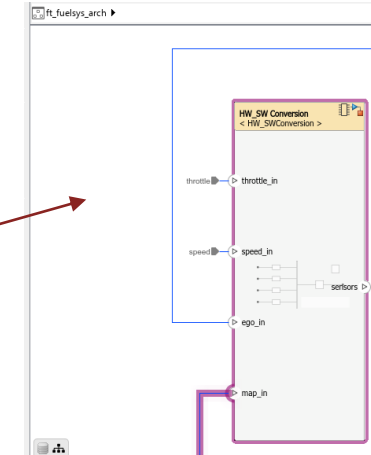 ft_fuelsys_arch
HW_SW Conversion
< HW_SWConversion >
throttle
throttle_in
speed
speed_in
sensors
ego_in
map_in